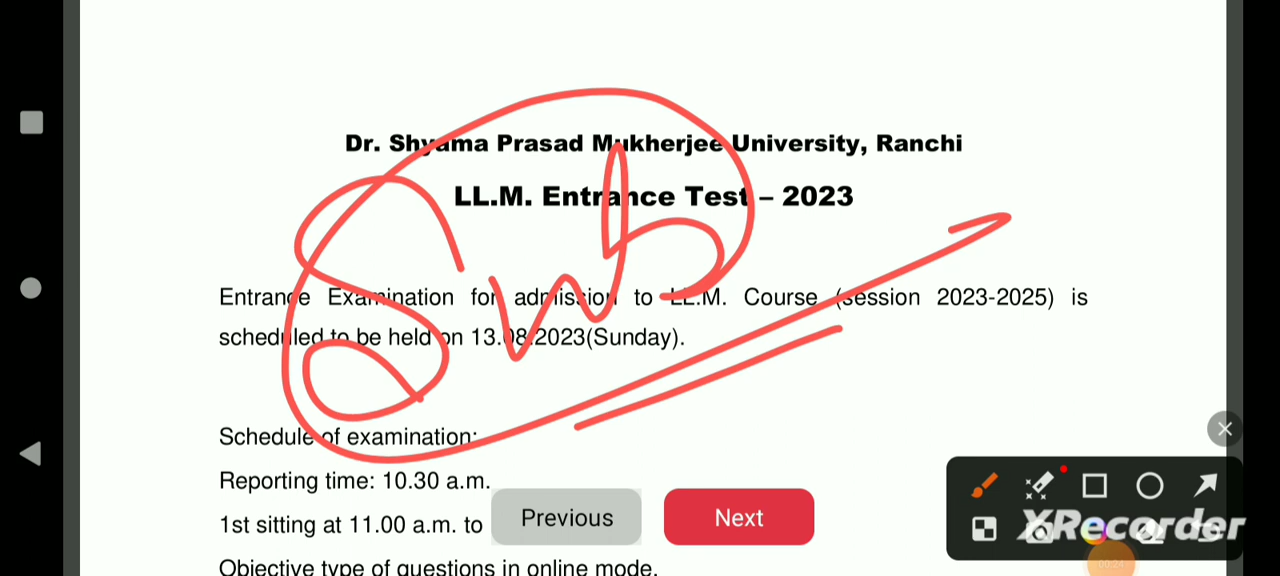 Dr. Shyama Prasad Mukherjee University, Ranchi
LL.M. Entrance Test – 2023
Entrance Examination for admission to LL.M. Course (session 2023-2025) is
scheduled to be held on 13.08.2023(Sunday).
Schedule of examination:
Reporting time: 10.30 a.m.
1st sitting at 11.00 a.m. to
Objective type of questions in online mode.
Previous
Next
XRecorder
00:24